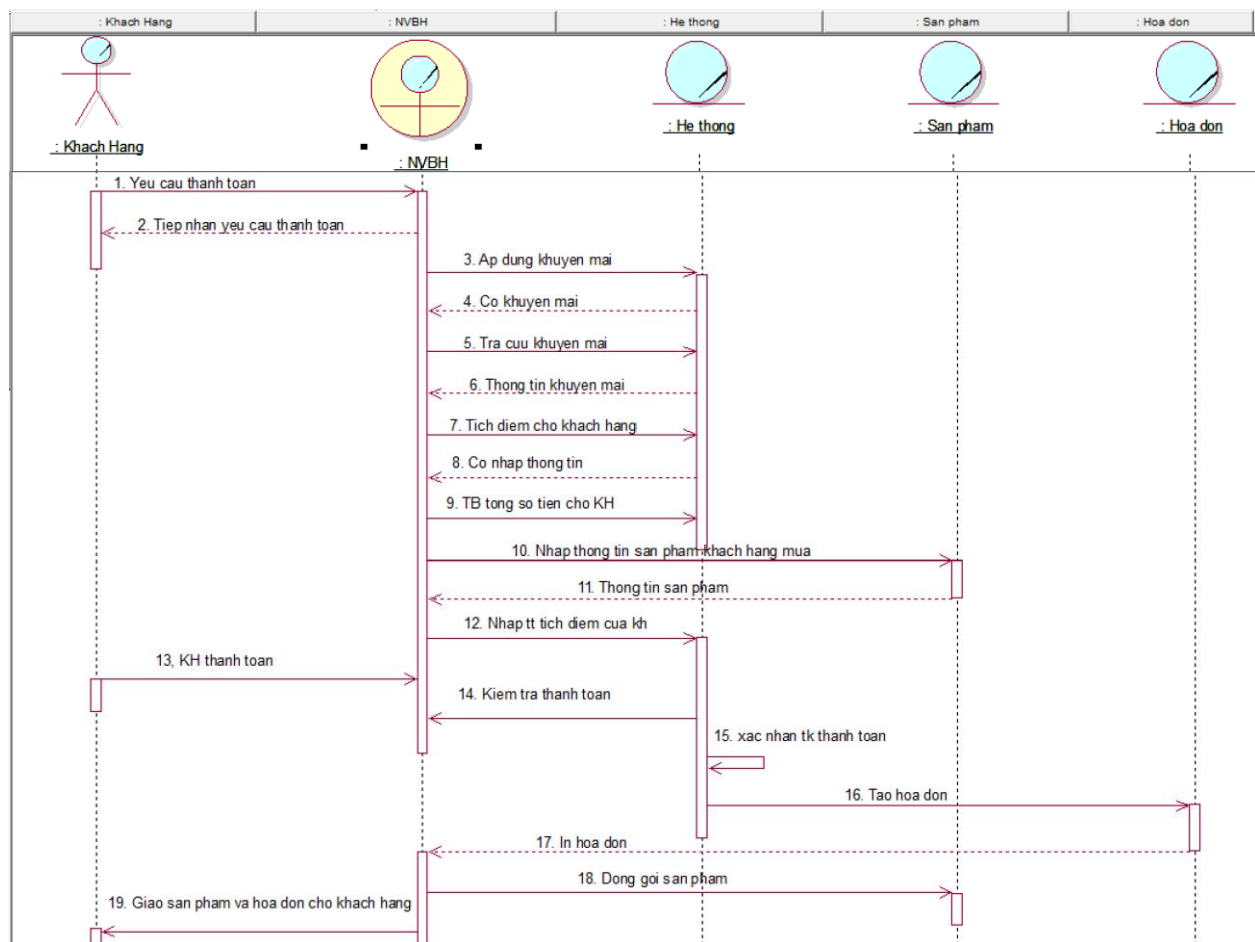 : Khach Hang
: NVBH
: He thong
: San pham
: Hoa don
: Khach Hang
: NVBH
: He thong
: San pham
: Hoa don
1. Yeu cau thanh toan
2. Tiep nhan yeu cau thanh toan
3. Ap dung khuyen mai
4. Co khuyen mai
5. Tra cuu khuyen mai
6. Thong tin khuyen mai
7. Tich diem cho khach hang
8. Co nhap thong tin
9. TB tong so tien cho KH
10. Nhap thong tin san pham khach hang mua
11. Thong tin san pham
12. Nhap tt tich diem cua kh
13, KH thanh toan
14. Kiem tra thanh toan
15. xac nhan tk thanh toan
16. Tao hoa don
17. In hoa don
18. Dong goi san pham
19. Giao san pham va hoa don cho khach hang